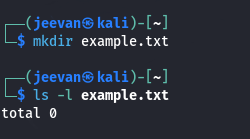 ┌──(jeevan㉿kali)-[~]
└─$ mkdir example.txt
┌──(jeevan㉿kali)-[~]
└─$ ls -l example.txt
total 0